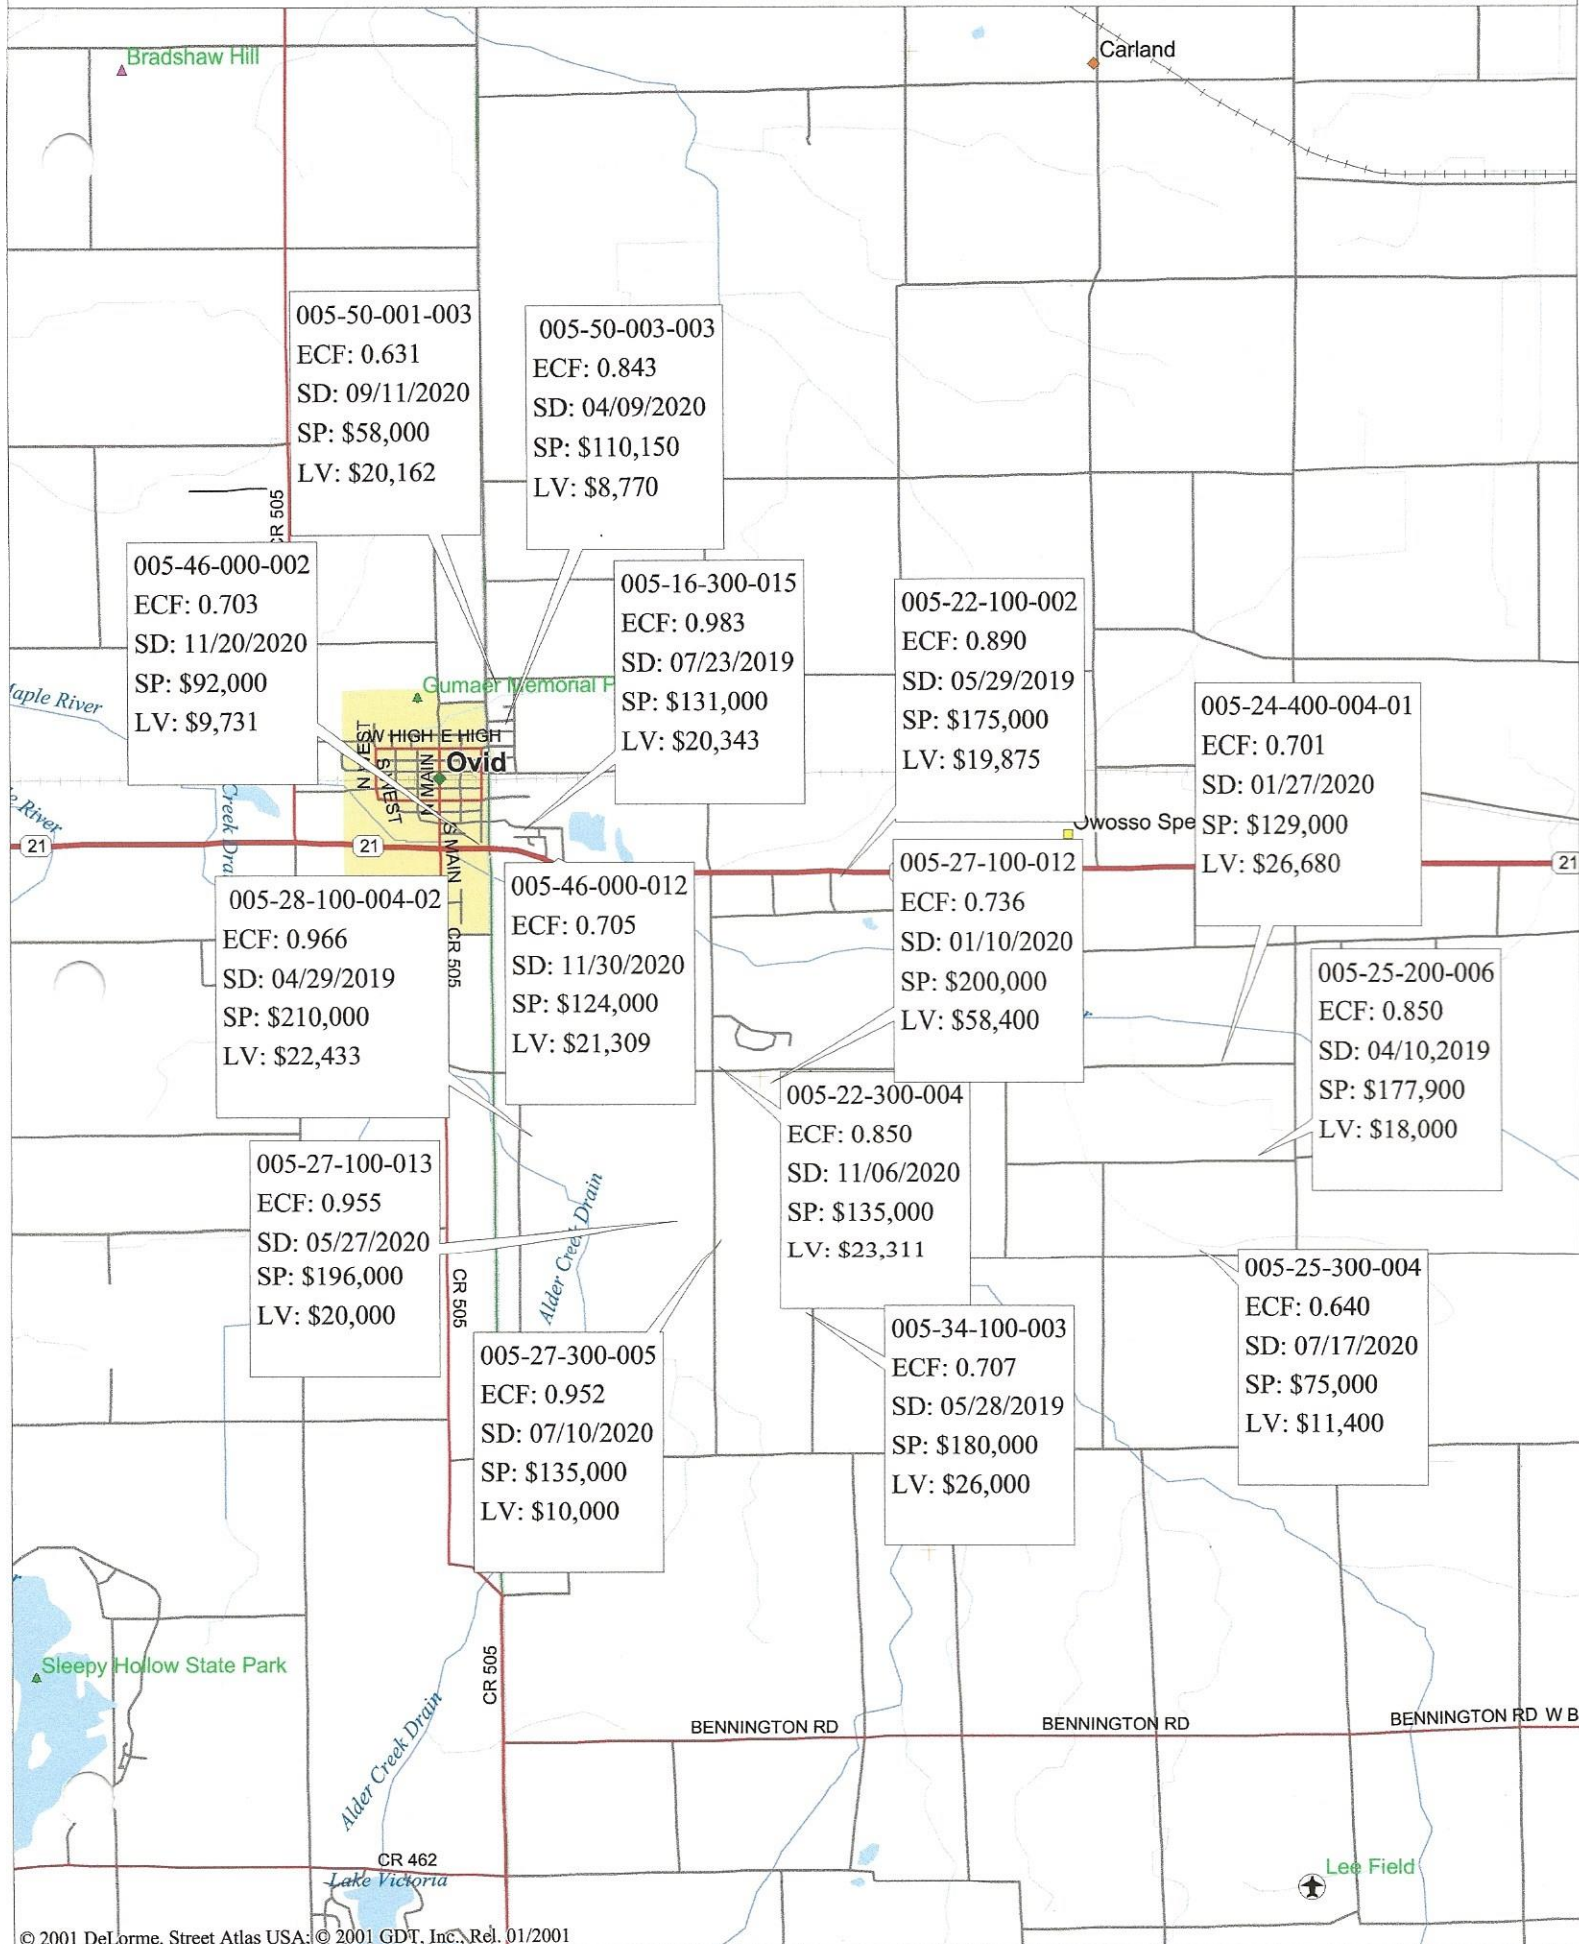 Bradshaw Hill
Carland
005-50-001-003
ECF: 0.631
SD: 09/11/2020
SP: $58,000
LV: $20,162
005-50-003-003
ECF: 0.843
SD: 04/09/2020
SP: $110,150
LV: $8,770
CR 505
005-46-000-002
ECF: 0.703
SD: 11/20/2020
SP: $92,000
LV: $9,731
005-16-300-015
ECF: 0.983
SD: 07/23/2019
SP: $131,000
LV: $20,343
005-22-100-002
ECF: 0.890
SD: 05/29/2019
SP: $175,000
LV: $19,875
005-24-400-004-01
ECF: 0.701
SD: 01/27/2020
SP: $129,000
LV: $26,680
Maple River
Gumaer Memorial P
W HIGH E HIGH
N WEST
S WEST
N MAIN
Ovid
S MAIN
e River
Creek Dra
Owosso Spe
21
21
21
005-28-100-004-02
ECF: 0.966
SD: 04/29/2019
SP: $210,000
LV: $22,433
CR 505
005-46-000-012
ECF: 0.705
SD: 11/30/2020
SP: $124,000
LV: $21,309
005-27-100-012
ECF: 0.736
SD: 01/10/2020
SP: $200,000
LV: $58,400
r
005-25-200-006
ECF: 0.850
SD: 04/10,2019
SP: $177,900
LV: $18,000
005-22-300-004
ECF: 0.850
SD: 11/06/2020
SP: $135,000
LV: $23,311
005-27-100-013
ECF: 0.955
SD: 05/27/2020
SP: $196,000
LV: $20,000
Alder Creek Drain
CR 505
005-25-300-004
ECF: 0.640
SD: 07/17/2020
SP: $75,000
LV: $11,400
005-27-300-005
ECF: 0.952
SD: 07/10/2020
SP: $135,000
LV: $10,000
005-34-100-003
ECF: 0.707
SD: 05/28/2019
SP: $180,000
LV: $26,000
r
Sleepy Hollow State Park
CR 505
Alder Creek Drain
BENNINGTON RD
BENNINGTON RD
BENNINGTON RD W B
CR 462
Lake Victoria
Lee Field
© 2001 DeLorme. Street Atlas USA; © 2001 GDT, Inc., Rel. 01/2001